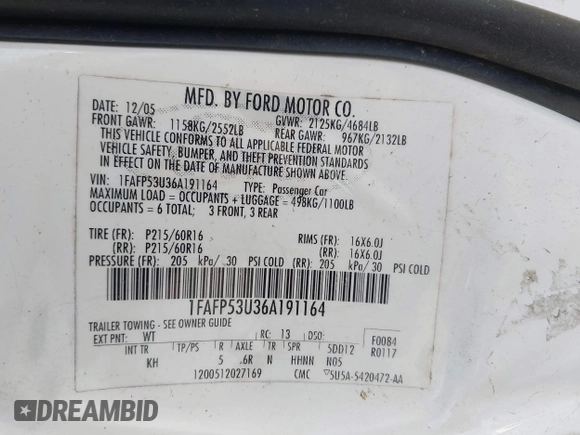 MFD. BY FORD MOTOR CO.
DATE: 12/05 GVWR: 2125KG/4684LB
FRONT GAWR: 1158KG/2552LB REAR GAWR: 967KG/2132LB
THIS VEHICLE CONFORMS TO ALL APPLICABLE FEDERAL MOTOR
VEHICLE SAFETY, BUMPER, AND THEFT PREVENTION STANDARDS
IN EFFECT ON THE DATE OF MANUFACTURE SHOWN ABOVE.
VIN: 1FAFP53U36A191164 TYPE: Passenger Car
MAXIMUM LOAD = OCCUPANTS + LUGGAGE = 498KG/1100LB
OCCUPANTS = 6 TOTAL; 3 FRONT, 3 REAR
TIRE (FR): P215/60R16 RIMS (FR): 16X6.0J
(RR): P215/60R16 (RR): 16X6.0J
PRESSURE (FR): 205 kPa/ 30 PSI COLD (RR): 205 kPa/ 30 PSI COLD
1FAFP53U36A191164
TRAILER TOWING - SEE OWNER GUIDE
EXT PNT: WT RC: 13 DSO: F0084
INT TR TP/PS R AXLE TR SPR 5DD12 R0117
KH 5 .6R N HHNN N05
1200512027169 CMC 5U5A-5420472-AA
BIDCARS.COM